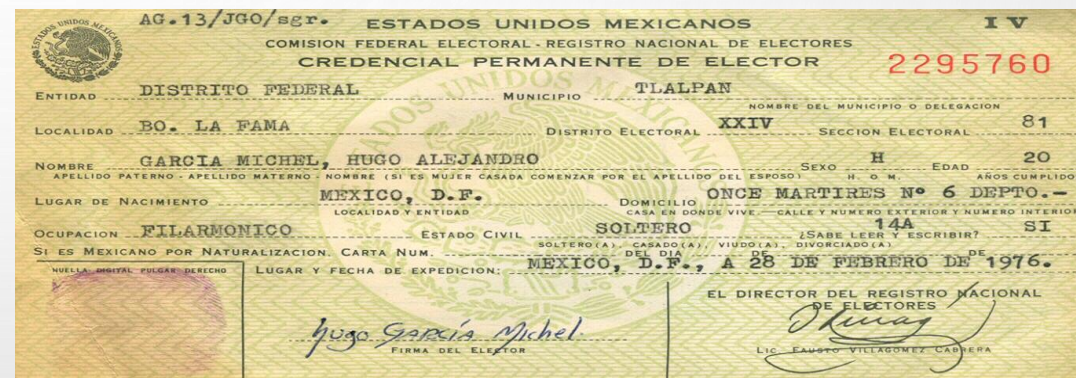 AG.13/JGO/sgr.
ESTADOS UNIDOS MEXICANOS
I V
COMISION FEDERAL ELECTORAL - REGISTRO NACIONAL DE ELECTORES
CREDENCIAL PERMANENTE DE ELECTOR
2295760
ENTIDAD DISTRITO FEDERAL MUNICIPIO TLALPAN
NOMBRE DEL MUNICIPIO O DELEGACION
LOCALIDAD BO. LA FAMA DISTRITO ELECTORAL XXIV SECCION ELECTORAL 81
NOMBRE GARCIA MICHEL, HUGO ALEJANDRO SEXO H EDAD 20
APELLIDO PATERNO - APELLIDO MATERNO - NOMBRE (SI ES MUJER CASADA COMENZAR POR EL APELLIDO DEL ESPOSO) H. O M. AÑOS CUMPLIDO
LUGAR DE NACIMIENTO MEXICO, D.F. DOMICILIO ONCE MARTIRES Nº 6 DEPTO.-
LOCALIDAD Y ENTIDAD CASA EN DONDE VIVE. CALLE Y NUMERO EXTERIOR Y NUMERO INTERIOR
OCUPACION FILARMONICO ESTADO CIVIL SOLTERO 14A ¿SABE LEER Y ESCRIBIR? SI
SOLTERO(A), CASADO(A), VIUDO(A), DIVORCIADO(A)
SI ES MEXICANO POR NATURALIZACION. CARTA NUM. DEL DIA DE DE
HUELLA DIGITAL PULGAR DERECHO LUGAR Y FECHA DE EXPEDICION: MEXICO, D.F., A 28 DE FEBRERO DE 1976.
EL DIRECTOR DEL REGISTRO NACIONAL
DE ELECTORES
Hugo García Michel
FIRMA DEL ELECTOR
LIC. FAUSTO VILLAGOMEZ CABRERA